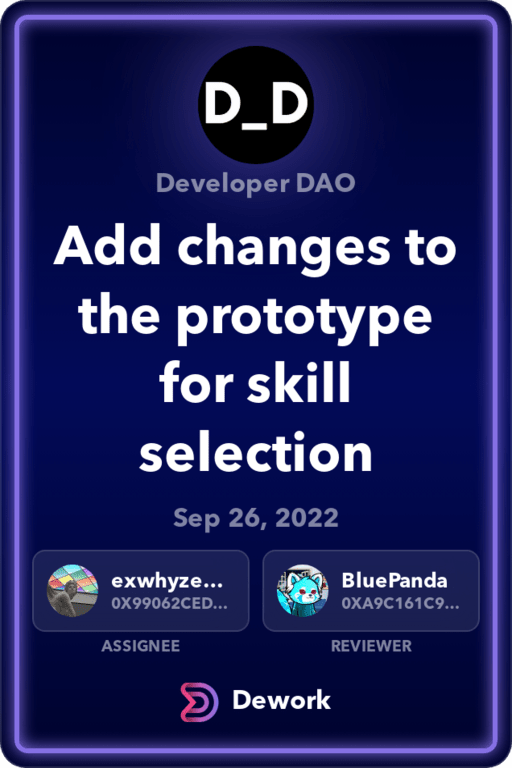 D_D
Developer DAO
Add changes to
the prototype
for skill
selection
Sep 26, 2022
exwhyze...
0X99062CED...
ASSIGNEE
BluePanda
0XA9C161C9...
REVIEWER
Dework